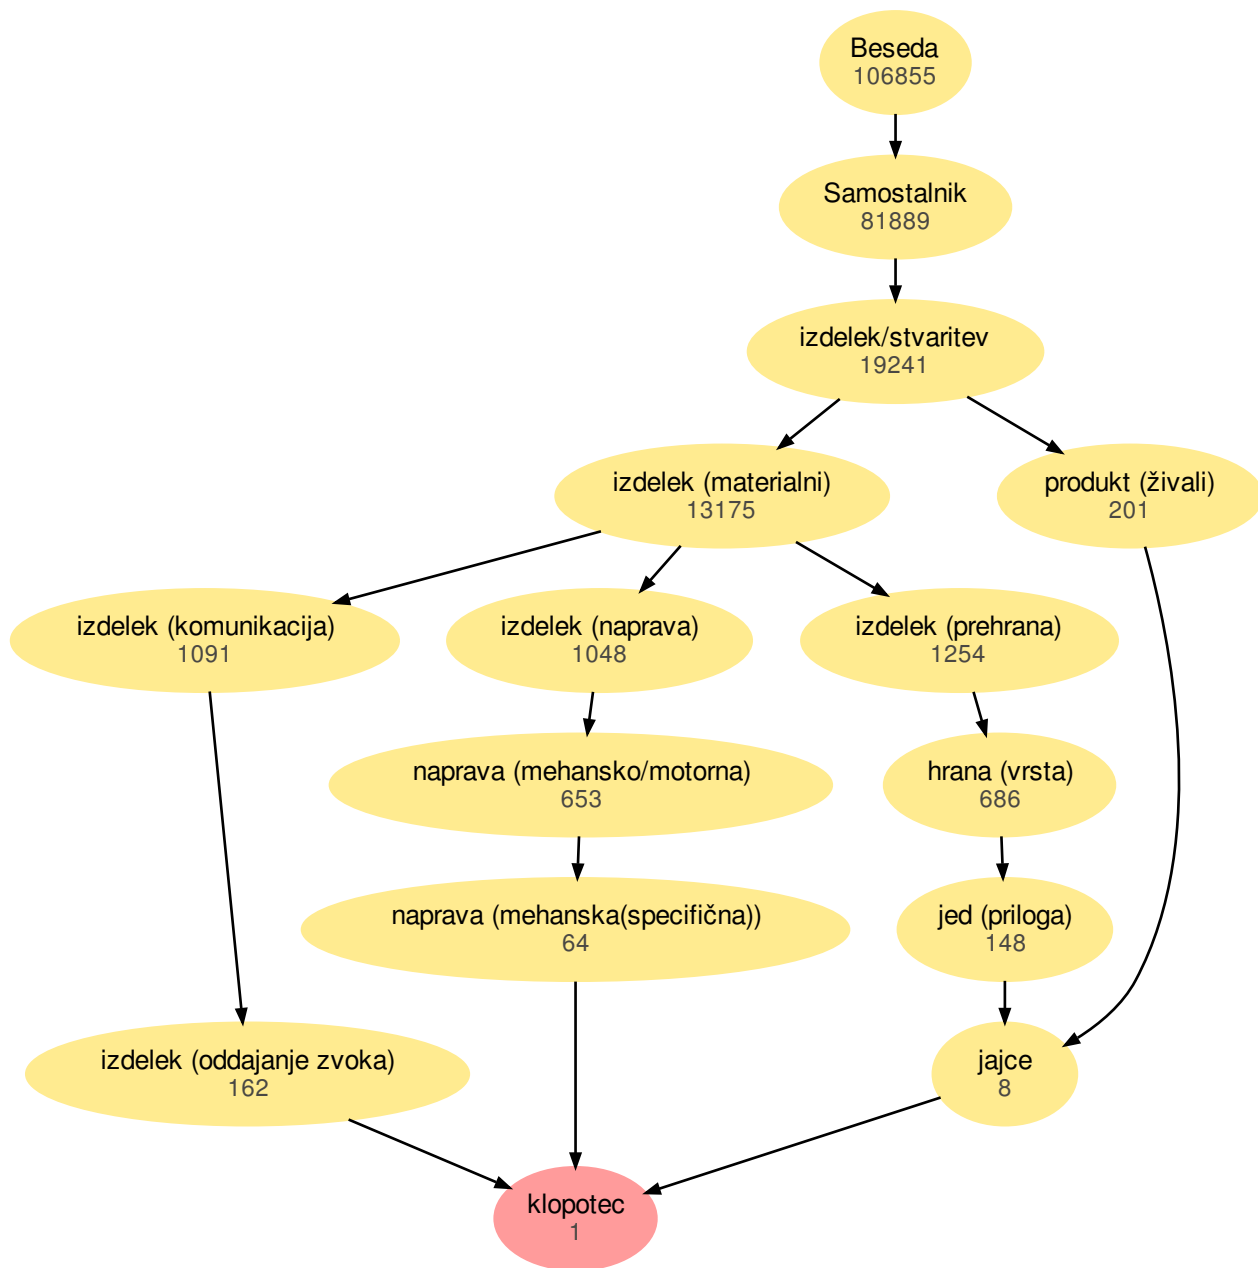 Beseda
106855
Samostalnik
81889
izdelek/stvaritev
19241
izdelek (materialni)
13175
produkt (živali)
201
izdelek (komunikacija)
1091
izdelek (naprava)
1048
izdelek (prehrana)
1254
naprava (mehansko/motorna)
653
hrana (vrsta)
686
naprava (mehanska(specifična))
64
jed (priloga)
148
izdelek (oddajanje zvoka)
162
jajce
8
klopotec
1